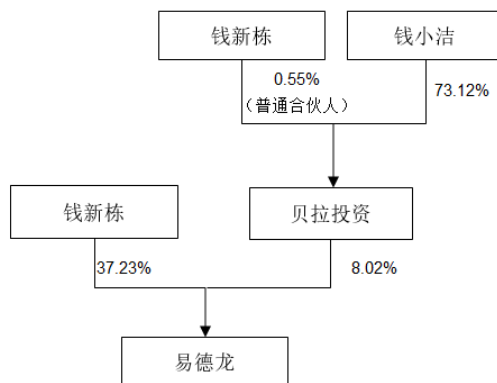 钱新栋
钱小洁
0.55%
（普通合伙人）
73.12%
钱新栋
贝拉投资
37.23%
8.02%
易德龙